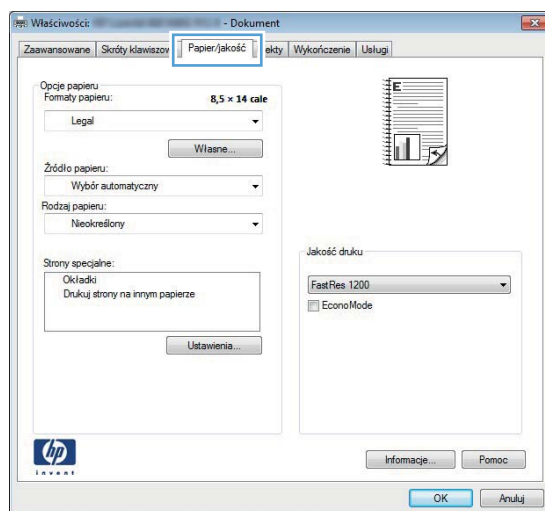 Właściwości: - Dokument
Zaawansowane Skróty klawiszow Papier/jakość ekty Wykończenie Usługi
Opcje papieru
Formaty papieru: 8,5 × 14 cale
Legal
Własne...
Źródło papieru:
Wybór automatyczny
Rodzaj papieru:
Nieokreślony
Strony specjalne:
Okładki
Drukuj strony na innym papierze
Ustawienia...
E
Jakość druku
FastRes 1200
EconoMode
hp
invent
Informacje... Pomoc
OK Anuluj